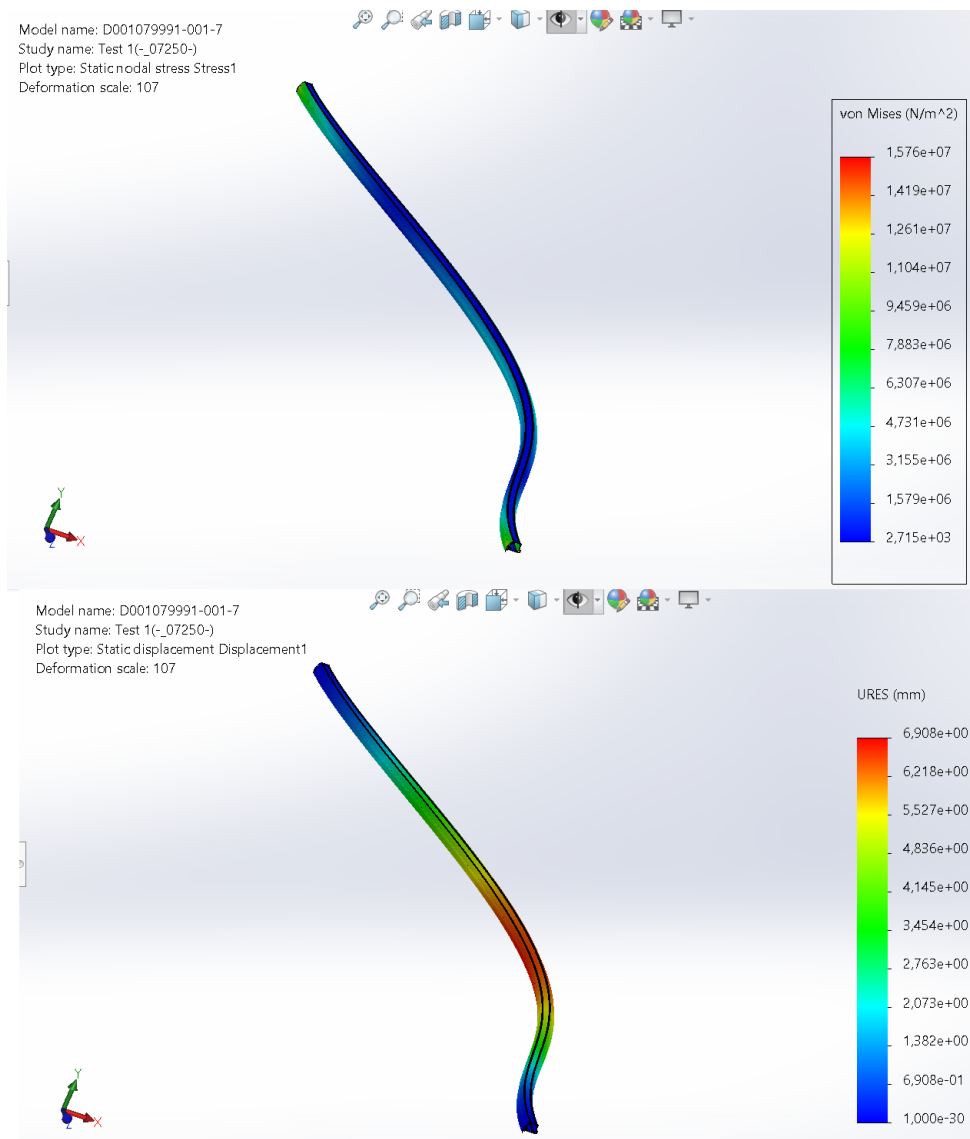 Model name: D001079991-001-7
Study name: Test 1(-_07250-)
Plot type: Static nodal stress Stress1
Deformation scale: 107
von Mises (N/m^2)
1,576e+07
1,419e+07
1,261e+07
1,104e+07
9,459e+06
7,883e+06
6,307e+06
4,731e+06
3,155e+06
1,579e+06
2,715e+03
Y
X
Z
Model name: D001079991-001-7
Study name: Test 1(-_07250-)
Plot type: Static displacement Displacement1
Deformation scale: 107
URES (mm)
6,908e+00
6,218e+00
5,527e+00
4,836e+00
4,145e+00
3,454e+00
2,763e+00
2,073e+00
1,382e+00
6,908e-01
1,000e-30
Y
X
Z